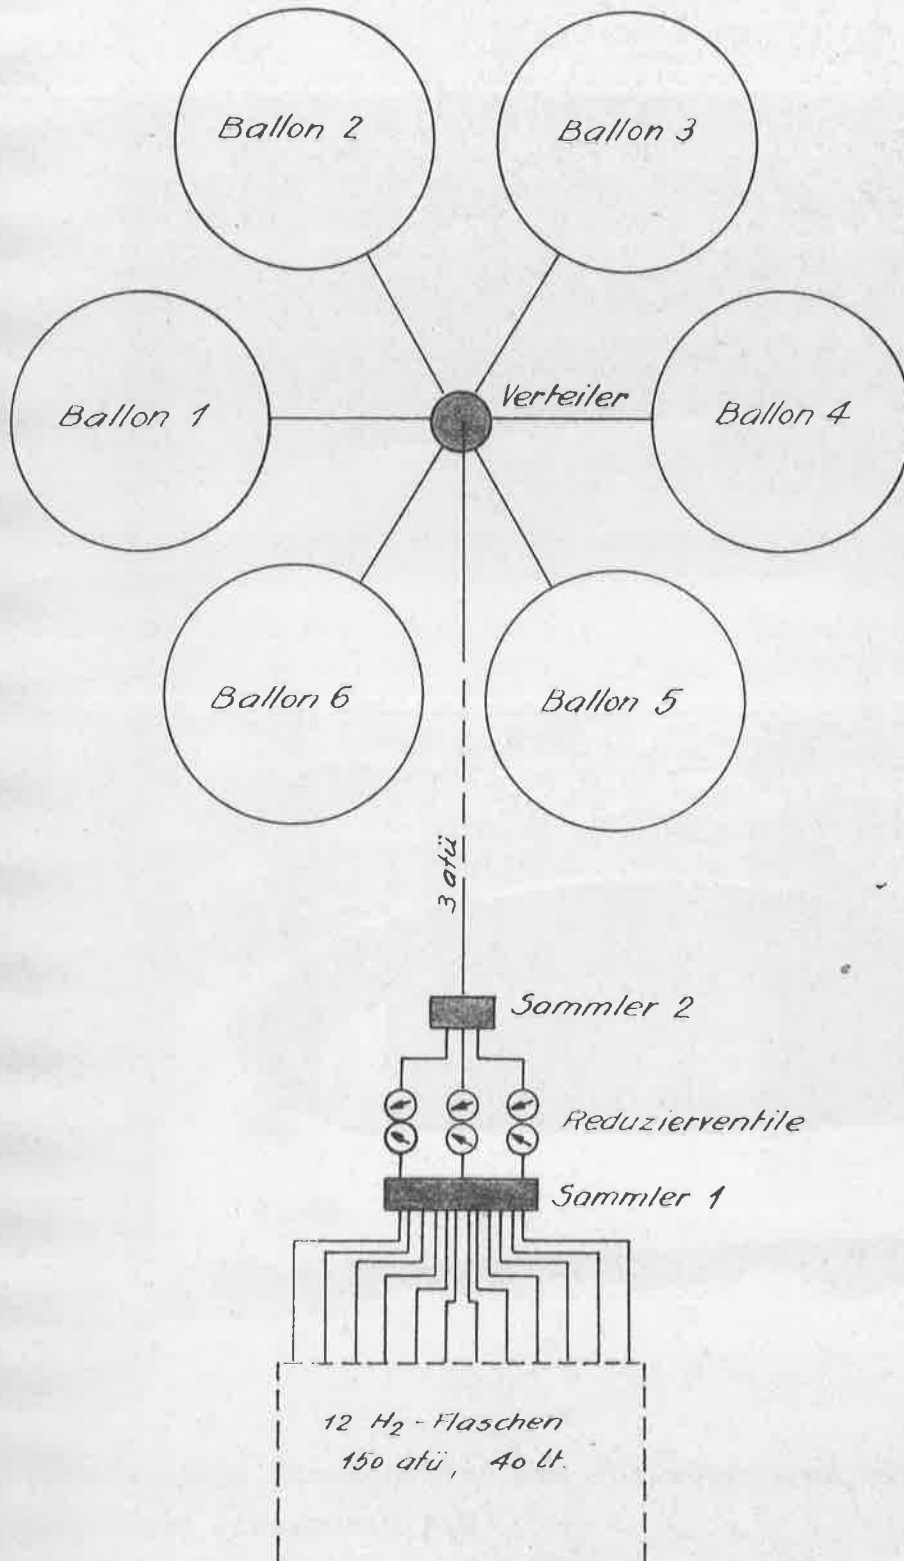 Ballon 2
Ballon 3
Ballon 1
Verteiler
Ballon 4
Ballon 6
Ballon 5
3 atü
Sammler 2
Reduzierventile
Sammler 1
12 H₂-Flaschen
150 atü, 40 lt.